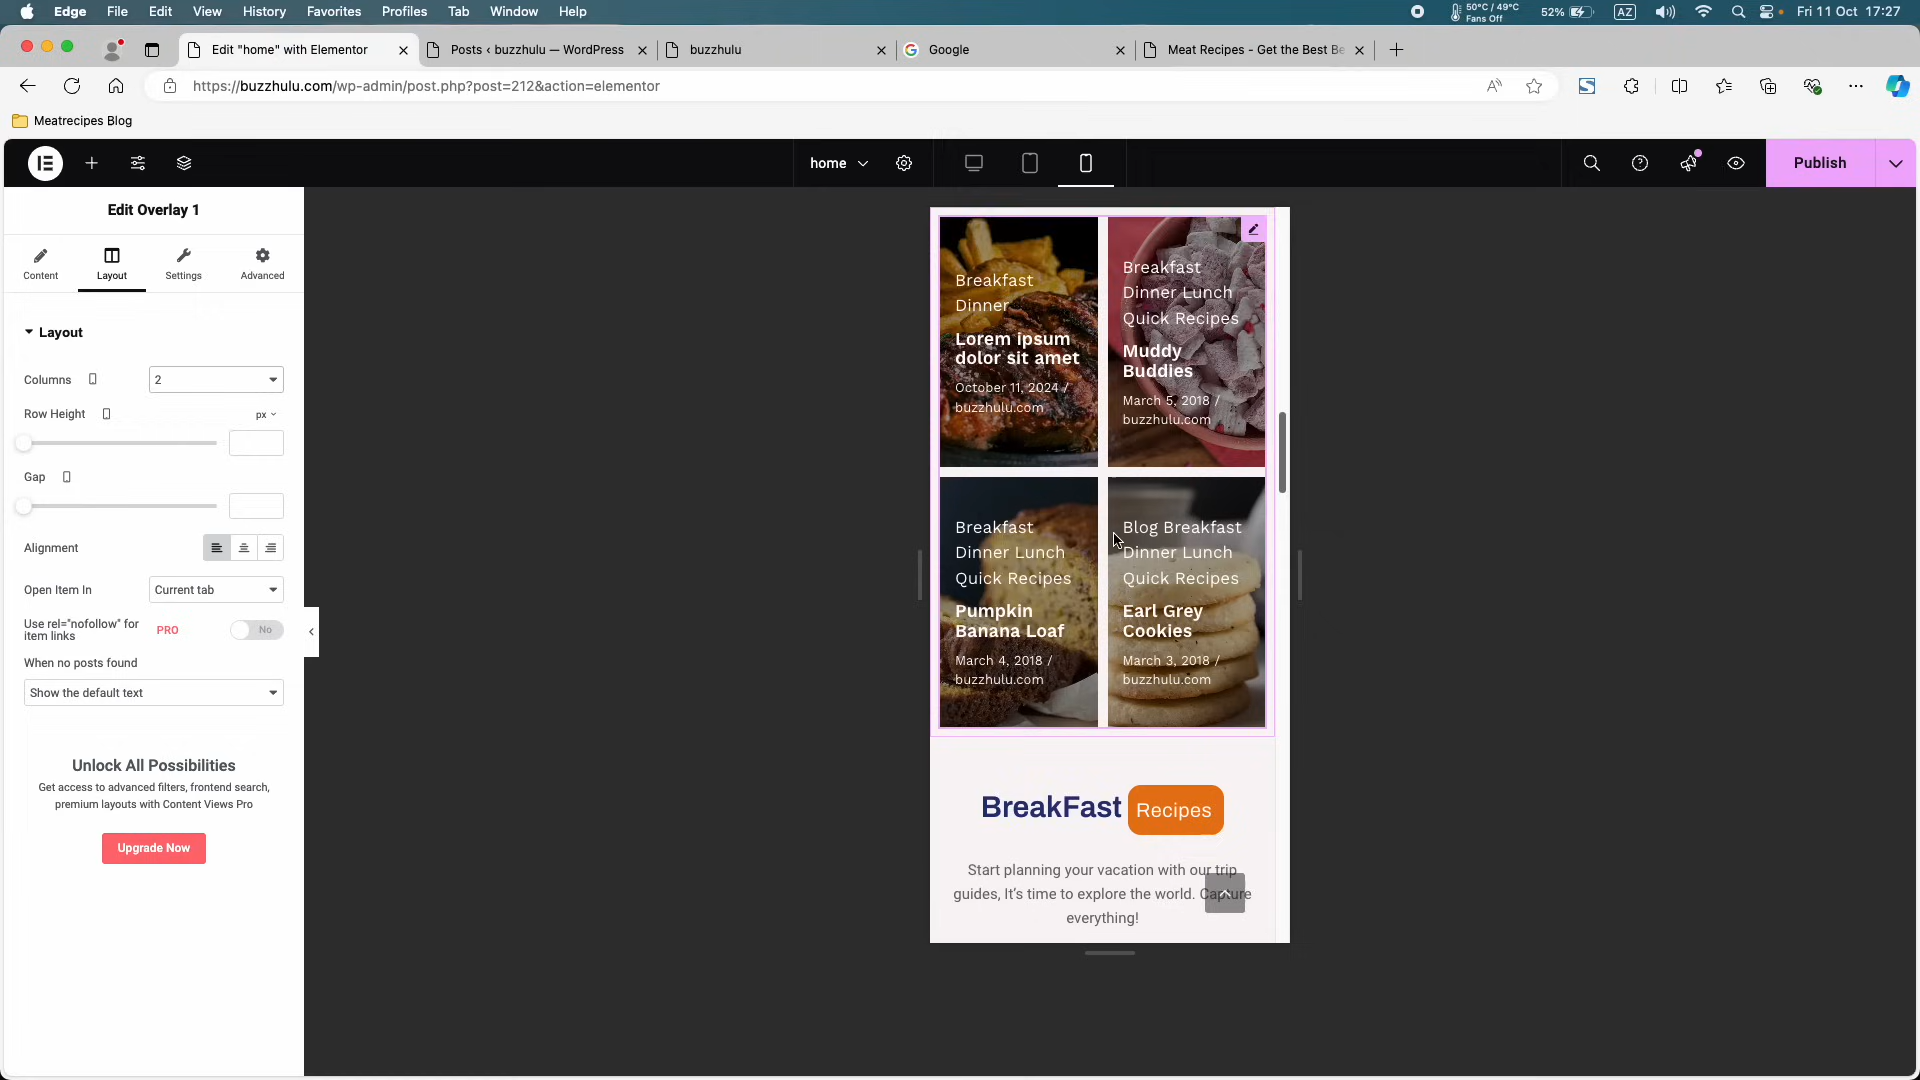 Edge File Edit View History Favorites Profiles Tab Window Help
50°C / 49°C
Fans Off
52%
AZ
Fri 11 Oct 17:27
Edit "home" with Elementor
Posts ‹ buzzhulu — WordPress
buzzhulu
Google
Meat Recipes - Get the Best Be
https://buzzhulu.com/wp-admin/post.php?post=212&action=elementor
Meatrecipes Blog
home
Publish
Edit Overlay 1
Content
Layout
Settings
Advanced
Layout
Columns
2
Row Height
px
Gap
Alignment
Open Item In
Current tab
Use rel="nofollow" for
item links
PRO
No
When no posts found
Show the default text
Unlock All Possibilities
Get access to advanced filters, frontend search,
premium layouts with Content Views Pro
Upgrade Now
Breakfast
Dinner
Lorem ipsum
dolor sit amet
October 11, 2024 /
buzzhulu.com
Breakfast
Dinner Lunch
Quick Recipes
Muddy
Buddies
March 5, 2018 /
buzzhulu.com
Breakfast
Dinner Lunch
Quick Recipes
Pumpkin
Banana Loaf
March 4, 2018 /
buzzhulu.com
Blog Breakfast
Dinner Lunch
Quick Recipes
Earl Grey
Cookies
March 3, 2018 /
buzzhulu.com
BreakFast Recipes
Start planning your vacation with our trip
guides, It's time to explore the world. Capture
everything!